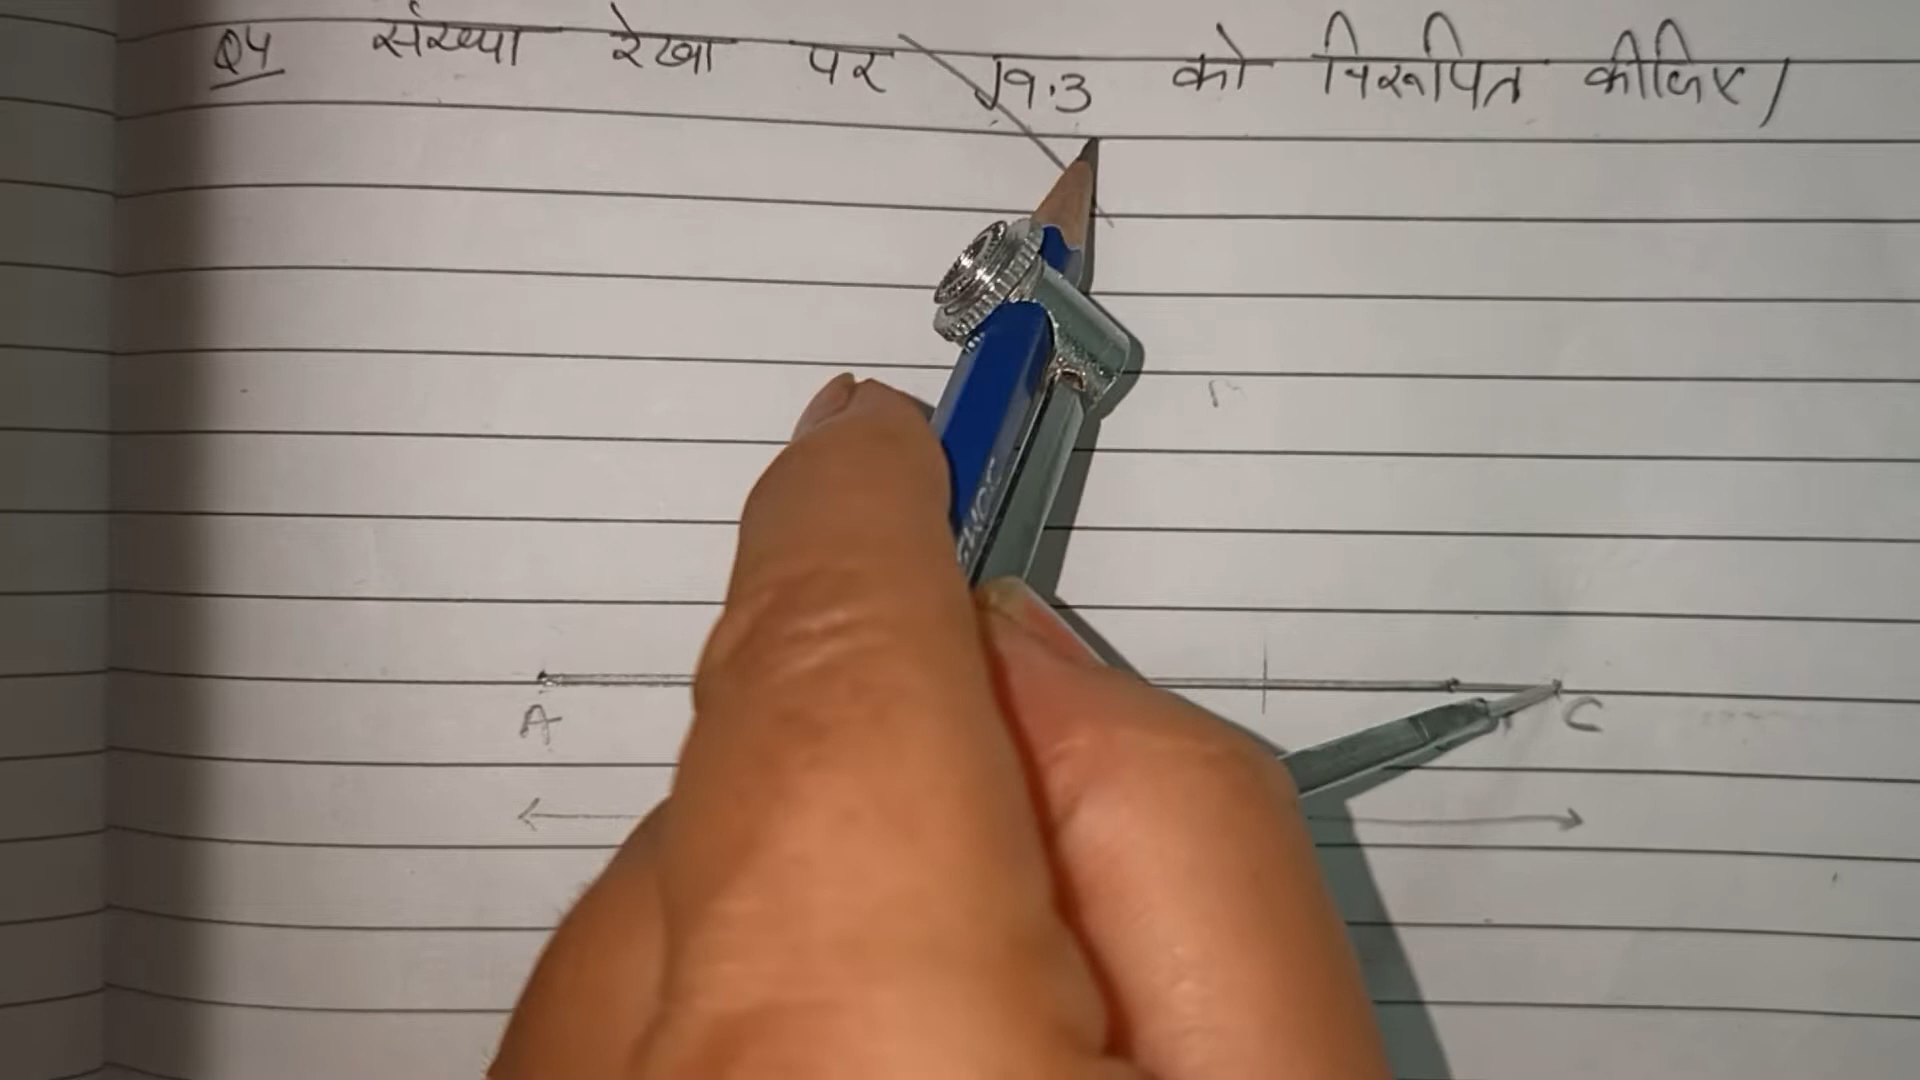 Q4 संख्या रेखा पर √9.3 को निरूपित कीजिए।
A
C